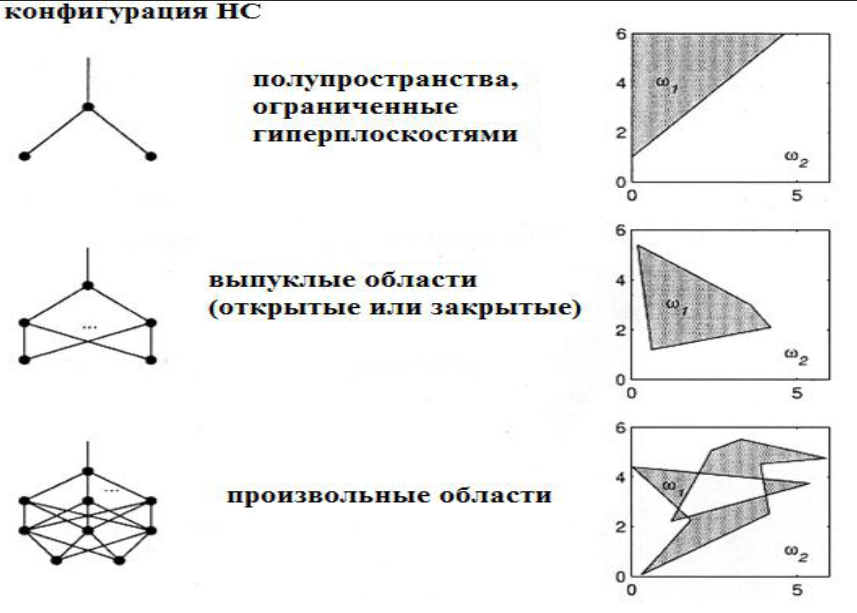 конфигурация НС
полупространства,
ограниченные
гиперплоскостями
6
4
2
0
0
5
ω1
ω2
выпуклые области
(открытые или закрытые)
...
6
4
2
0
0
5
ω1
ω2
...
произвольные области
6
4
2
0
0
5
ω1
ω2